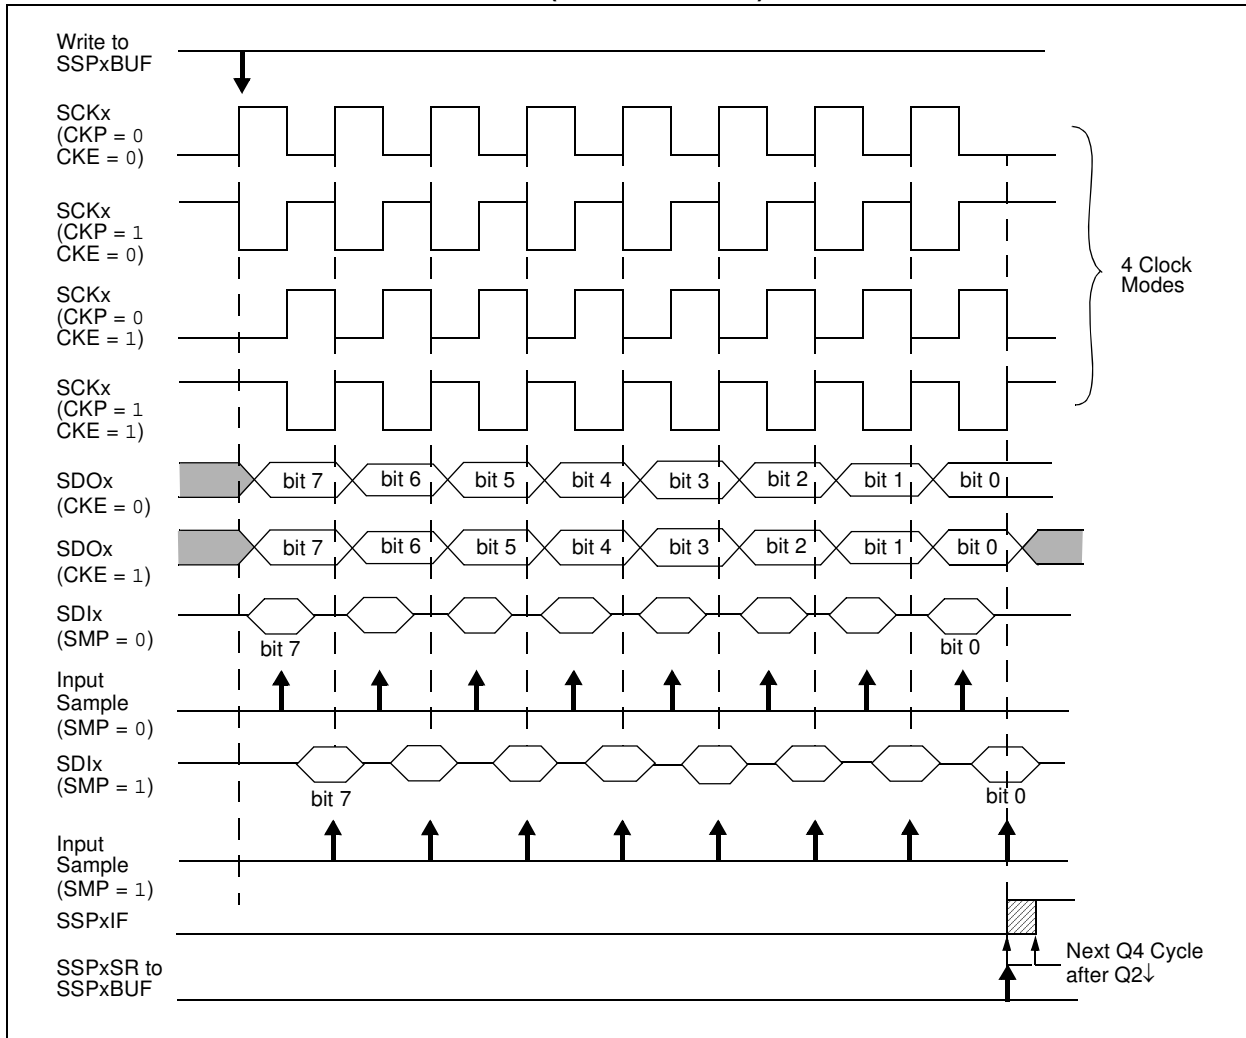 Write to
SSPxBUF
SCKx
(CKP = 0
CKE = 0)
SCKx
(CKP = 1
CKE = 0)
SCKx
(CKP = 0
CKE = 1)
SCKx
(CKP = 1
CKE = 1)
4 Clock
Modes
SDOx
(CKE = 0)
bit 7 bit 6 bit 5 bit 4 bit 3 bit 2 bit 1 bit 0
SDOx
(CKE = 1)
bit 7 bit 6 bit 5 bit 4 bit 3 bit 2 bit 1 bit 0
SDIx
(SMP = 0)
bit 7 bit 0
Input
Sample
(SMP = 0)
SDIx
(SMP = 1)
bit 7 bit 0
Input
Sample
(SMP = 1)
SSPxIF
Next Q4 Cycle
after Q2↓
SSPxSR to
SSPxBUF